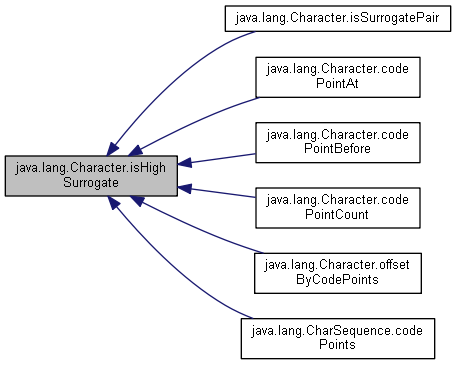 java.lang.Character.isSurrogatePair
java.lang.Character.code
PointAt
java.lang.Character.code
PointBefore
java.lang.Character.isHigh
Surrogate
java.lang.Character.code
PointCount
java.lang.Character.offset
ByCodePoints
java.lang.CharSequence.code
Points